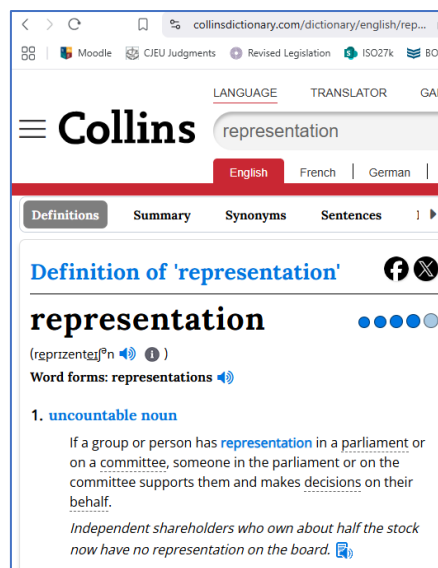 collinsdictionary.com/dictionary/english/rep...
Moodle CJEU Judgments Revised Legislation ISO27k BO
LANGUAGE TRANSLATOR GA
Collins
representation
English French German
Definitions Summary Synonyms Sentences
Definition of 'representation'
representation
(reprɪzenteɪʃᵊn)
Word forms: representations
1. uncountable noun
If a group or person has representation in a parliament or
on a committee, someone in the parliament or on the
committee supports them and makes decisions on their
behalf.
Independent shareholders who own about half the stock
now have no representation on the board.